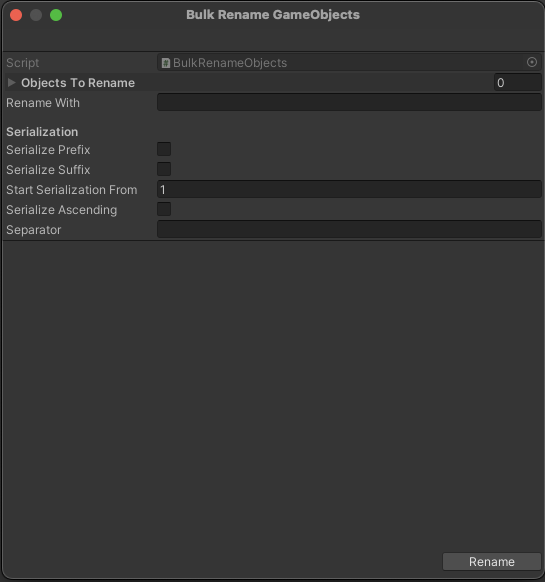 Bulk Rename GameObjects
Script BulkRenameObjects
Objects To Rename 0
Rename With
Serialization
Serialize Prefix
Serialize Suffix
Start Serialization From 1
Serialize Ascending
Separator
Rename